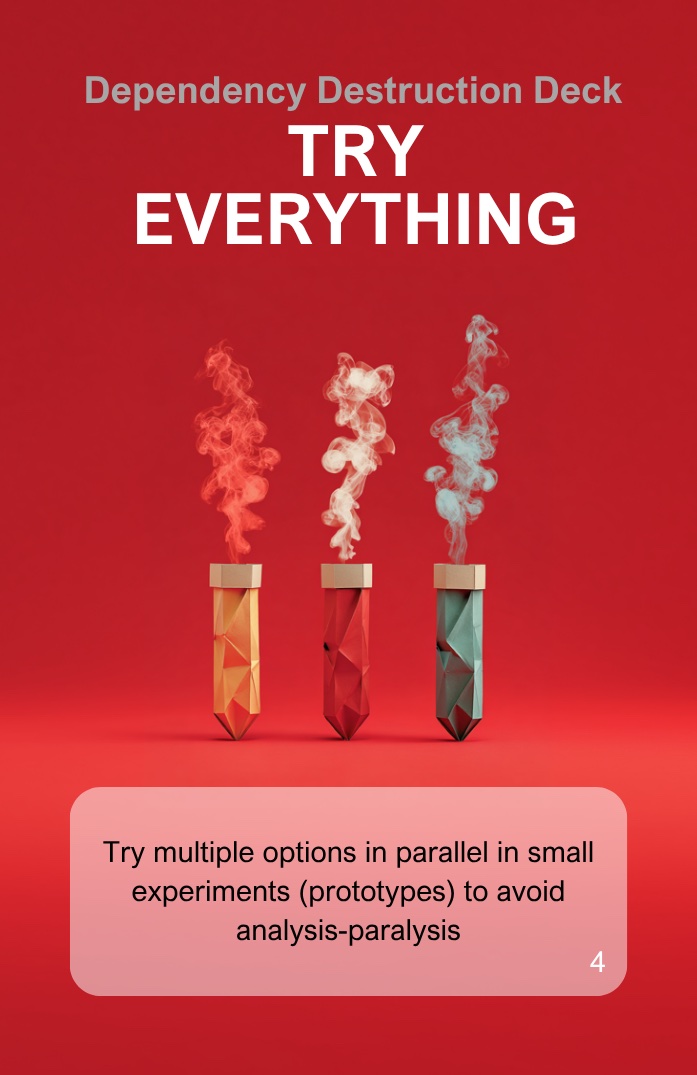 Dependency Destruction Deck
TRY
EVERYTHING
Try multiple options in parallel in small
experiments (prototypes) to avoid
analysis-paralysis
4